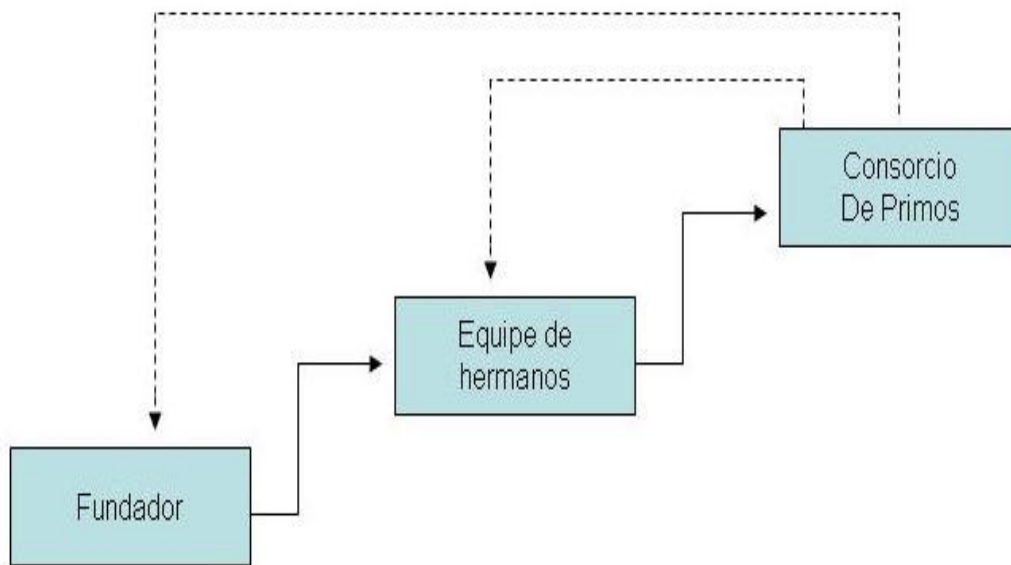 Consorcio
De Primos
Equipe de
hermanos
Fundador